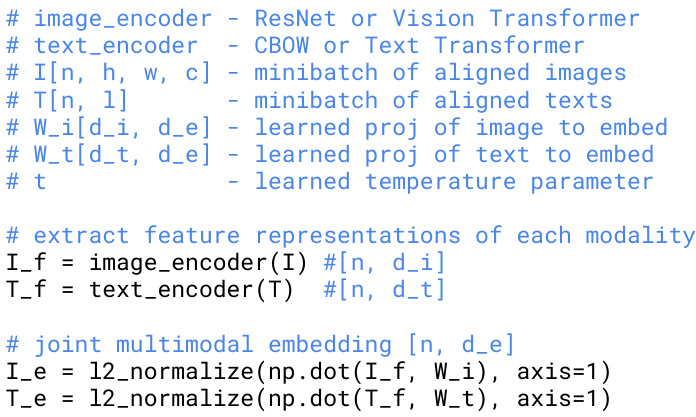 # image_encoder - ResNet or Vision Transformer
# text_encoder  - CBOW or Text Transformer
# I[n, h, w, c] - minibatch of aligned images
# T[n, l]       - minibatch of aligned texts
# W_i[d_i, d_e] - learned proj of image to embed
# W_t[d_t, d_e] - learned proj of text to embed
# t             - learned temperature parameter
# extract feature representations of each modality
I_f = image_encoder(I) #[n, d_i]
T_f = text_encoder(T)  #[n, d_t]
# joint multimodal embedding [n, d_e]
I_e = l2_normalize(np.dot(I_f, W_i), axis=1)
T_e = l2_normalize(np.dot(T_f, W_t), axis=1)